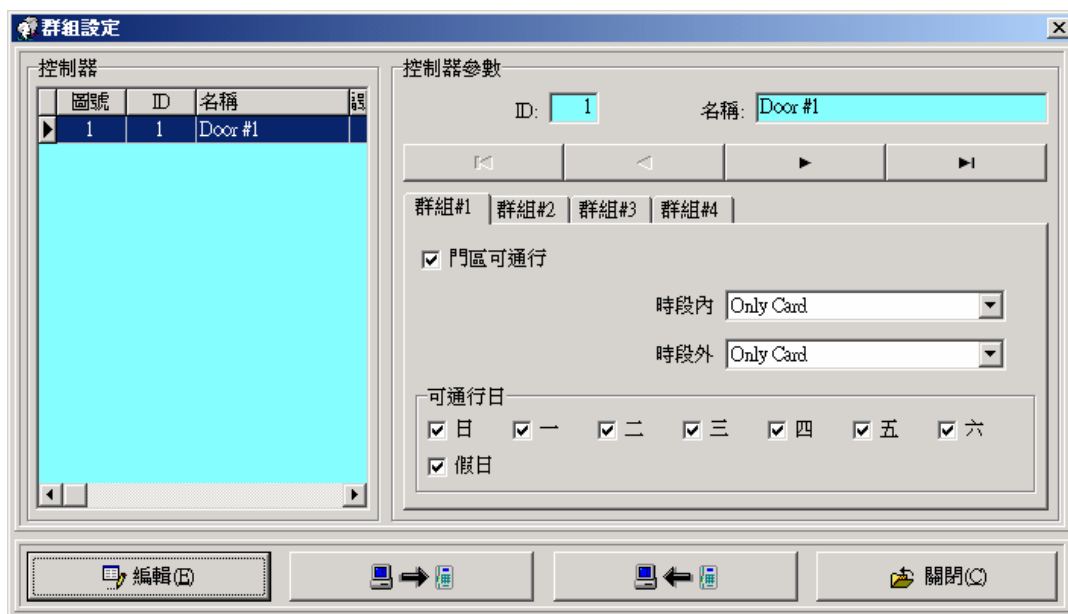 群組設定
控制器
圖號 ID 名稱
1 1 Door #1
控制器參數
ID: 1 名稱: Door #1
群組#1 群組#2 群組#3 群組#4
門區可通行
時段內 Only Card
時段外 Only Card
可通行日
日 一 二 三 四 五 六
假日
編輯(E) 關閉(C)